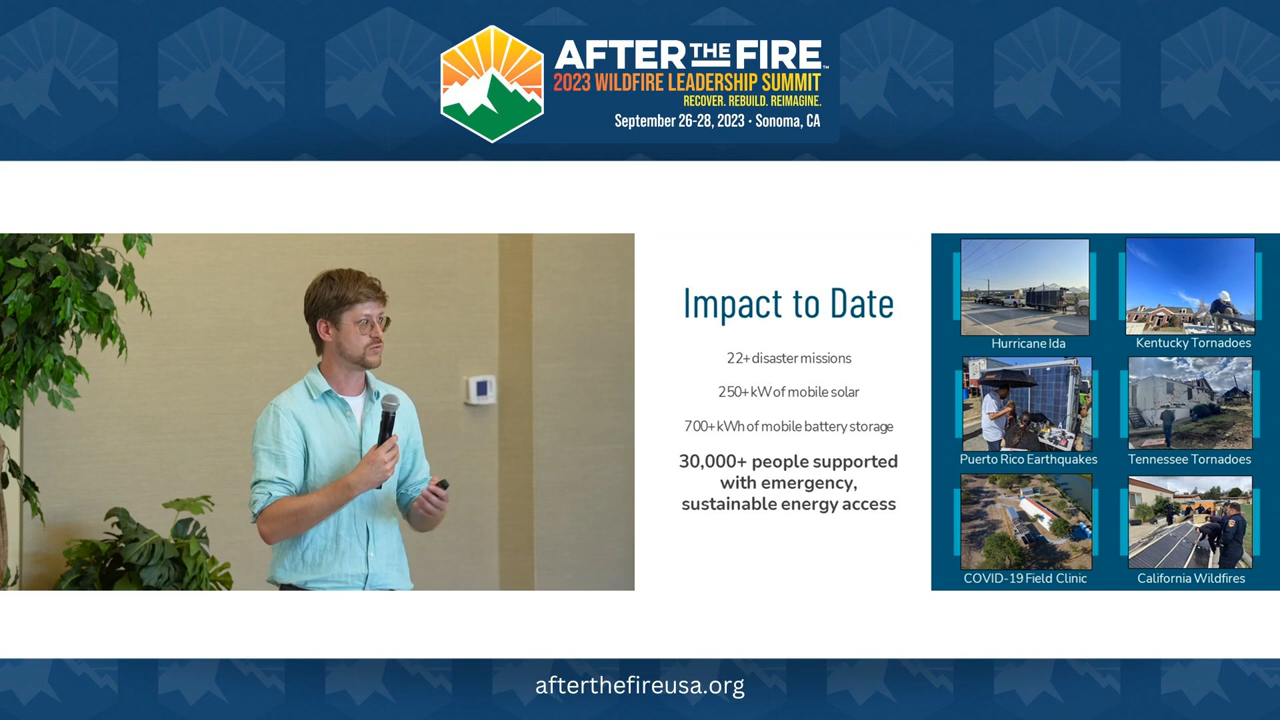 AFTER THE FIRE™
2023 WILDFIRE LEADERSHIP SUMMIT
RECOVER. REBUILD. REIMAGINE.
September 26-28, 2023 • Sonoma, CA
Impact to Date
22+ disaster missions
250+ kW of mobile solar
700+ kWh of mobile battery storage
30,000+ people supported
with emergency,
sustainable energy access
Hurricane Ida
Kentucky Tornadoes
Puerto Rico Earthquakes
Tennessee Tornadoes
COVID-19 Field Clinic
California Wildfires
afterthefireusa.org